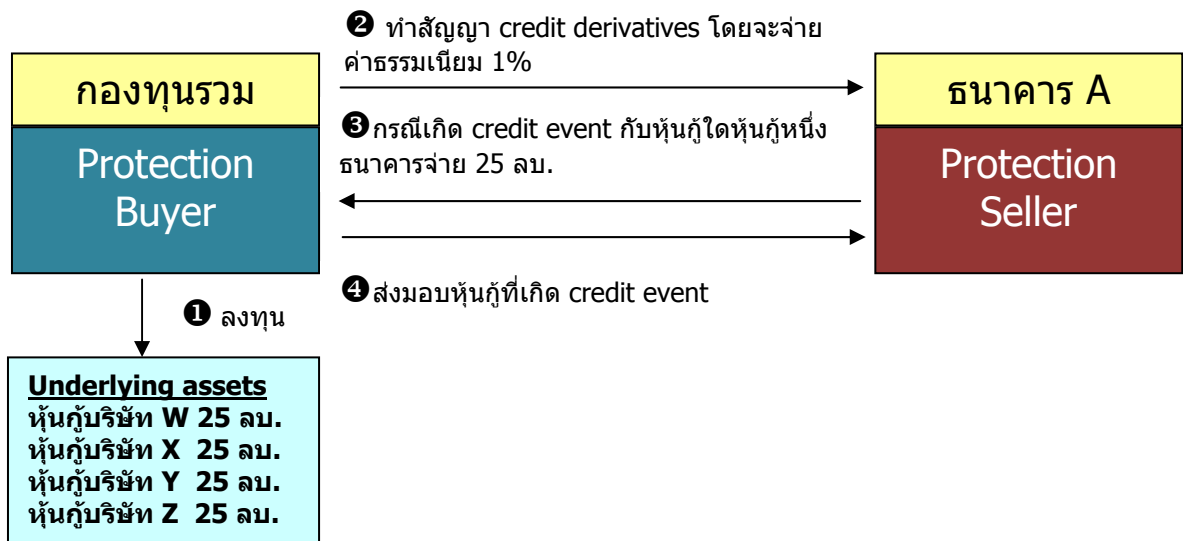 ❷ ทำสัญญา credit derivatives โดยจะจ่าย
ค่าธรรมเนียม 1%
กองทุนรวม
Protection
Buyer
ธนาคาร A
Protection
Seller
❸กรณีเกิด credit event กับหุ้นกู้ใดหุ้นกู้หนึ่ง
ธนาคารจ่าย 25 ลบ.
❹ส่งมอบหุ้นกู้ที่เกิด credit event
❶ ลงทุน
Underlying assets
หุ้นกู้บริษัท W 25 ลบ.
หุ้นกู้บริษัท X 25 ลบ.
หุ้นกู้บริษัท Y 25 ลบ.
หุ้นกู้บริษัท Z 25 ลบ.